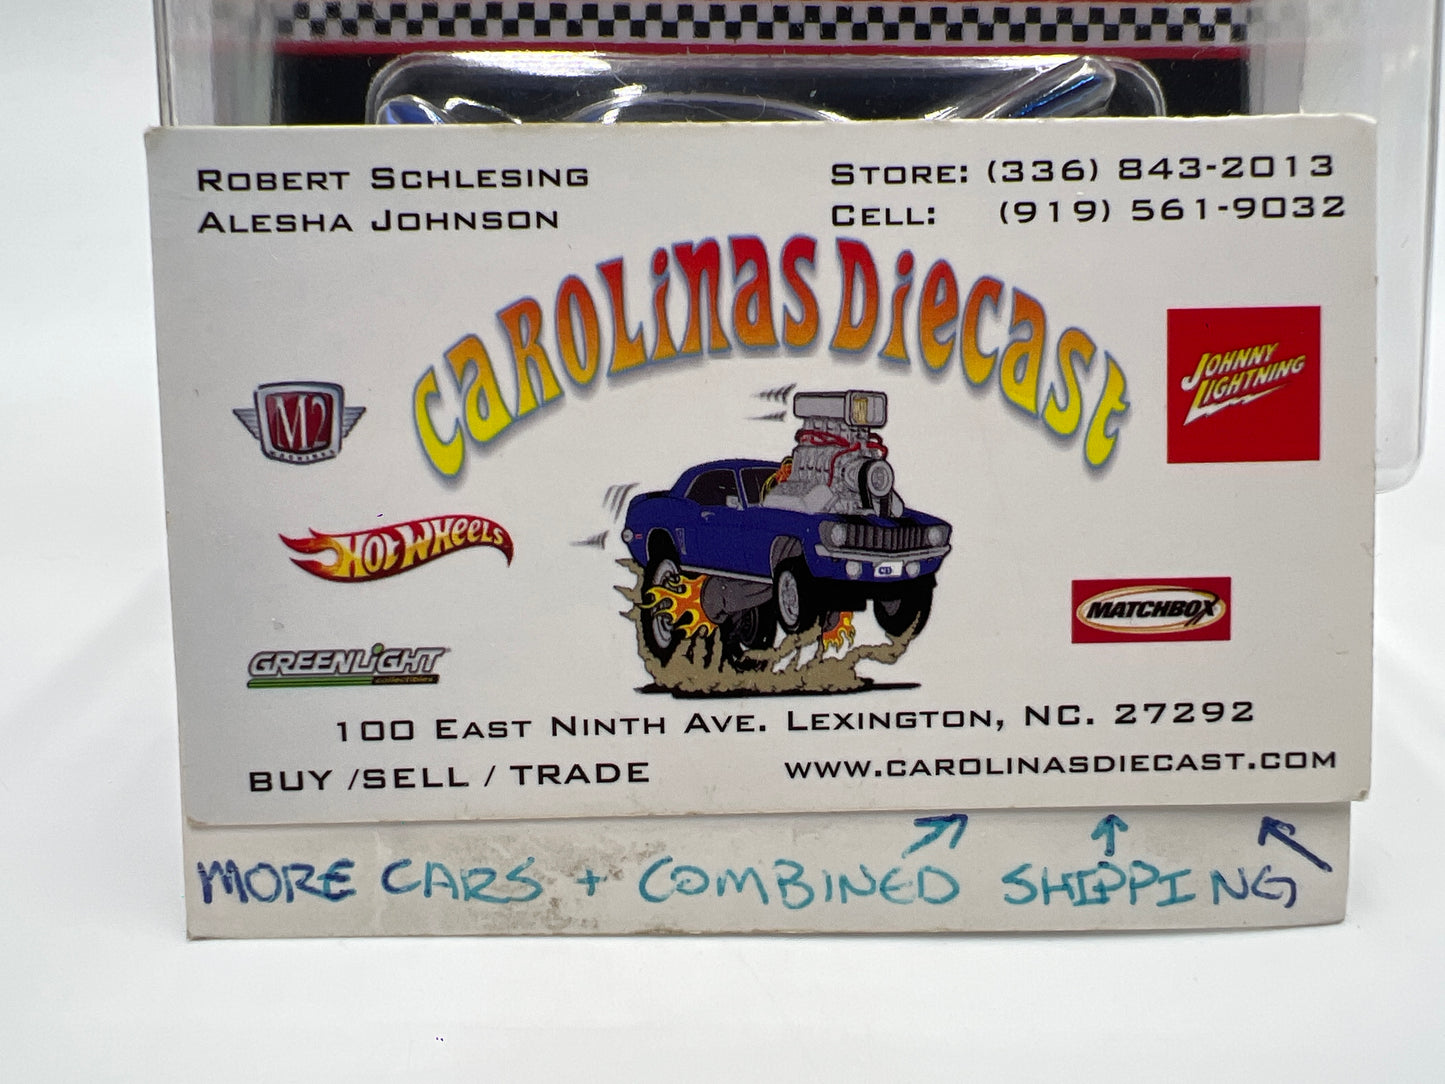 ROBERT SCHLESING
ALESHA JOHNSON
STORE: (336) 843-2013
CELL: (919) 561-9032
CAROLINAS DIECAST
M2
MACHINES
JOHNNY
LIGHTNING
HOT WHEELS
MATCHBOX
GREENLIGHT
collectibles
100 EAST NINTH AVE. LEXINGTON, NC. 27292
BUY /SELL / TRADE
WWW.CAROLINASDIECAST.COM
MORE CARS + COMBINED SHIPPING